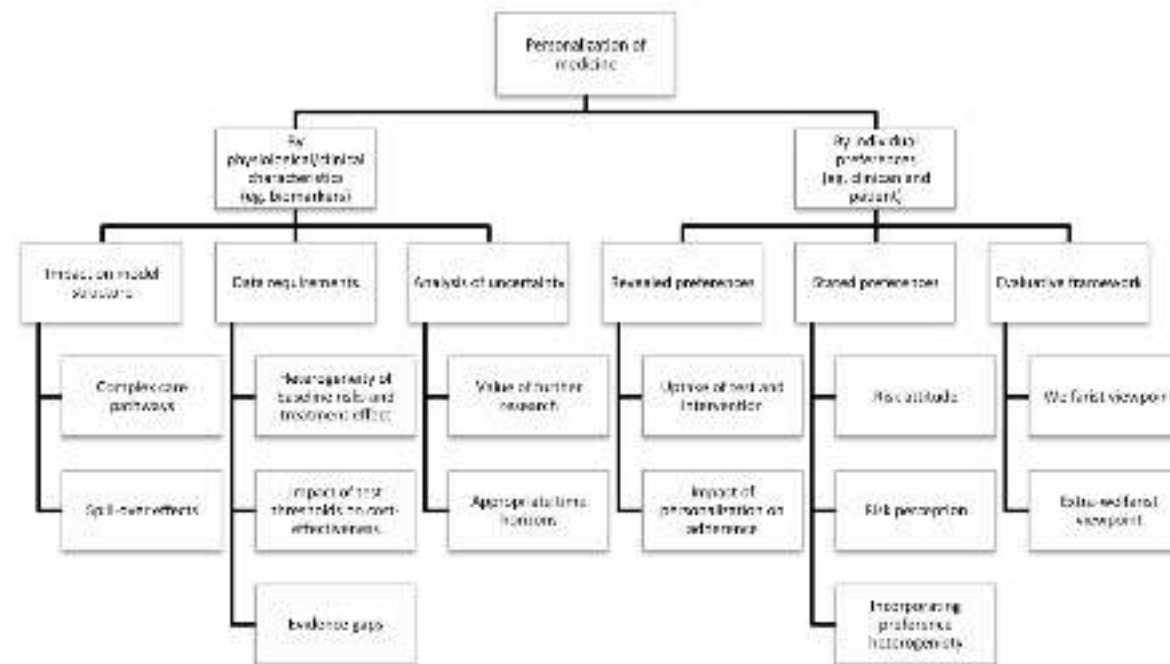 Personalization of
medicine
By
physiological/clinical
characteristics
(eg. biomarkers)
By individual
preferences
(eg. clinican and
patient)
Impact on model
structure
Data requirements
Analysis of uncertainty
Revealed preferences
Stated preferences
Evaluative framework
Complex care
pathways
Heterogeneity of
baseline risks and
treatment effect
Value of further
research
Uptake of test and
intervention
Risk attitude
Welfarist viewpoint
Spill-over effects
Impact of test
thresholds on cost-
effectiveness
Appropriate time
horizons
Impact of
personalization on
adherence
Risk perception
Extra-welfarist
viewpoint
Evidence gaps
Incorporating
preference
heterogeniety